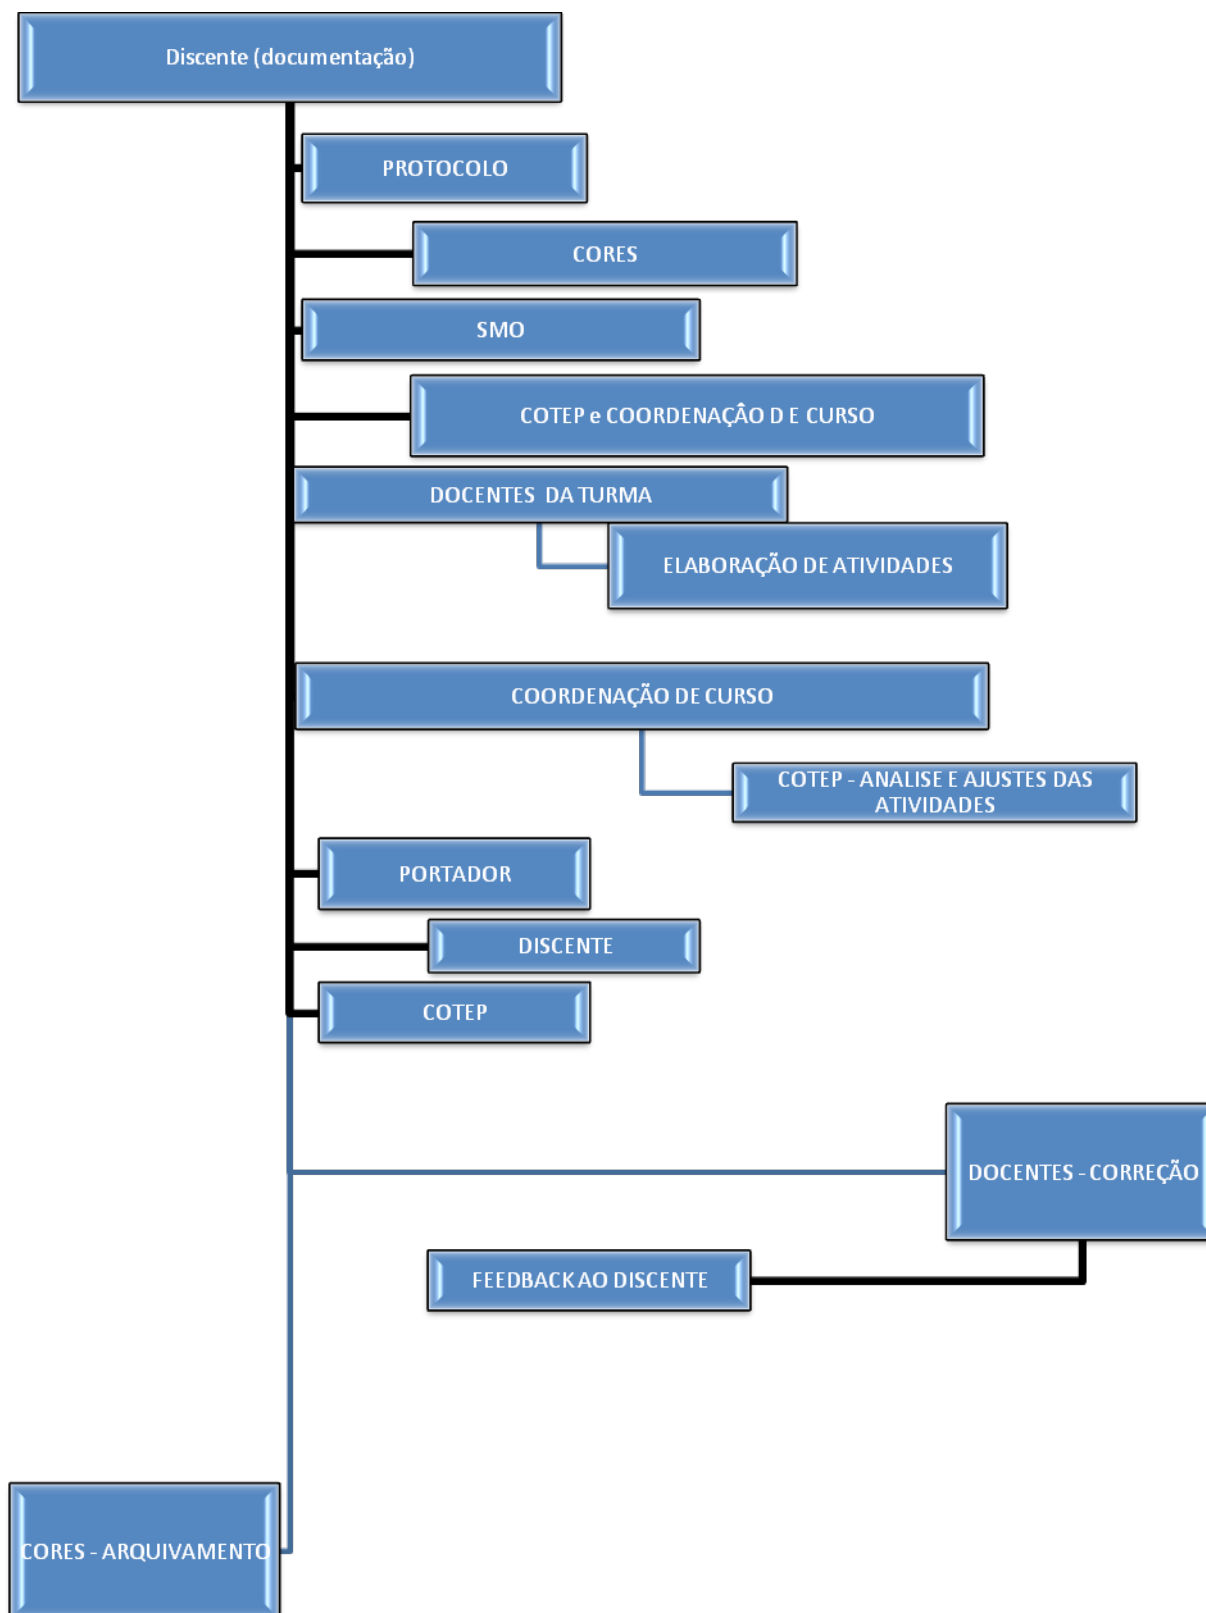 Discente (documentação)
PROTOCOLO
CORES
SMO
COTEP e COORDENAÇÂO D E CURSO
DOCENTES DA TURMA
ELABORAÇÃO DE ATIVIDADES
COORDENAÇÃO DE CURSO
COTEP - ANALISE E AJUSTES DAS
ATIVIDADES
PORTADOR
DISCENTE
COTEP
DOCENTES - CORREÇÃO
FEEDBACK AO DISCENTE
CORES - ARQUIVAMENTO